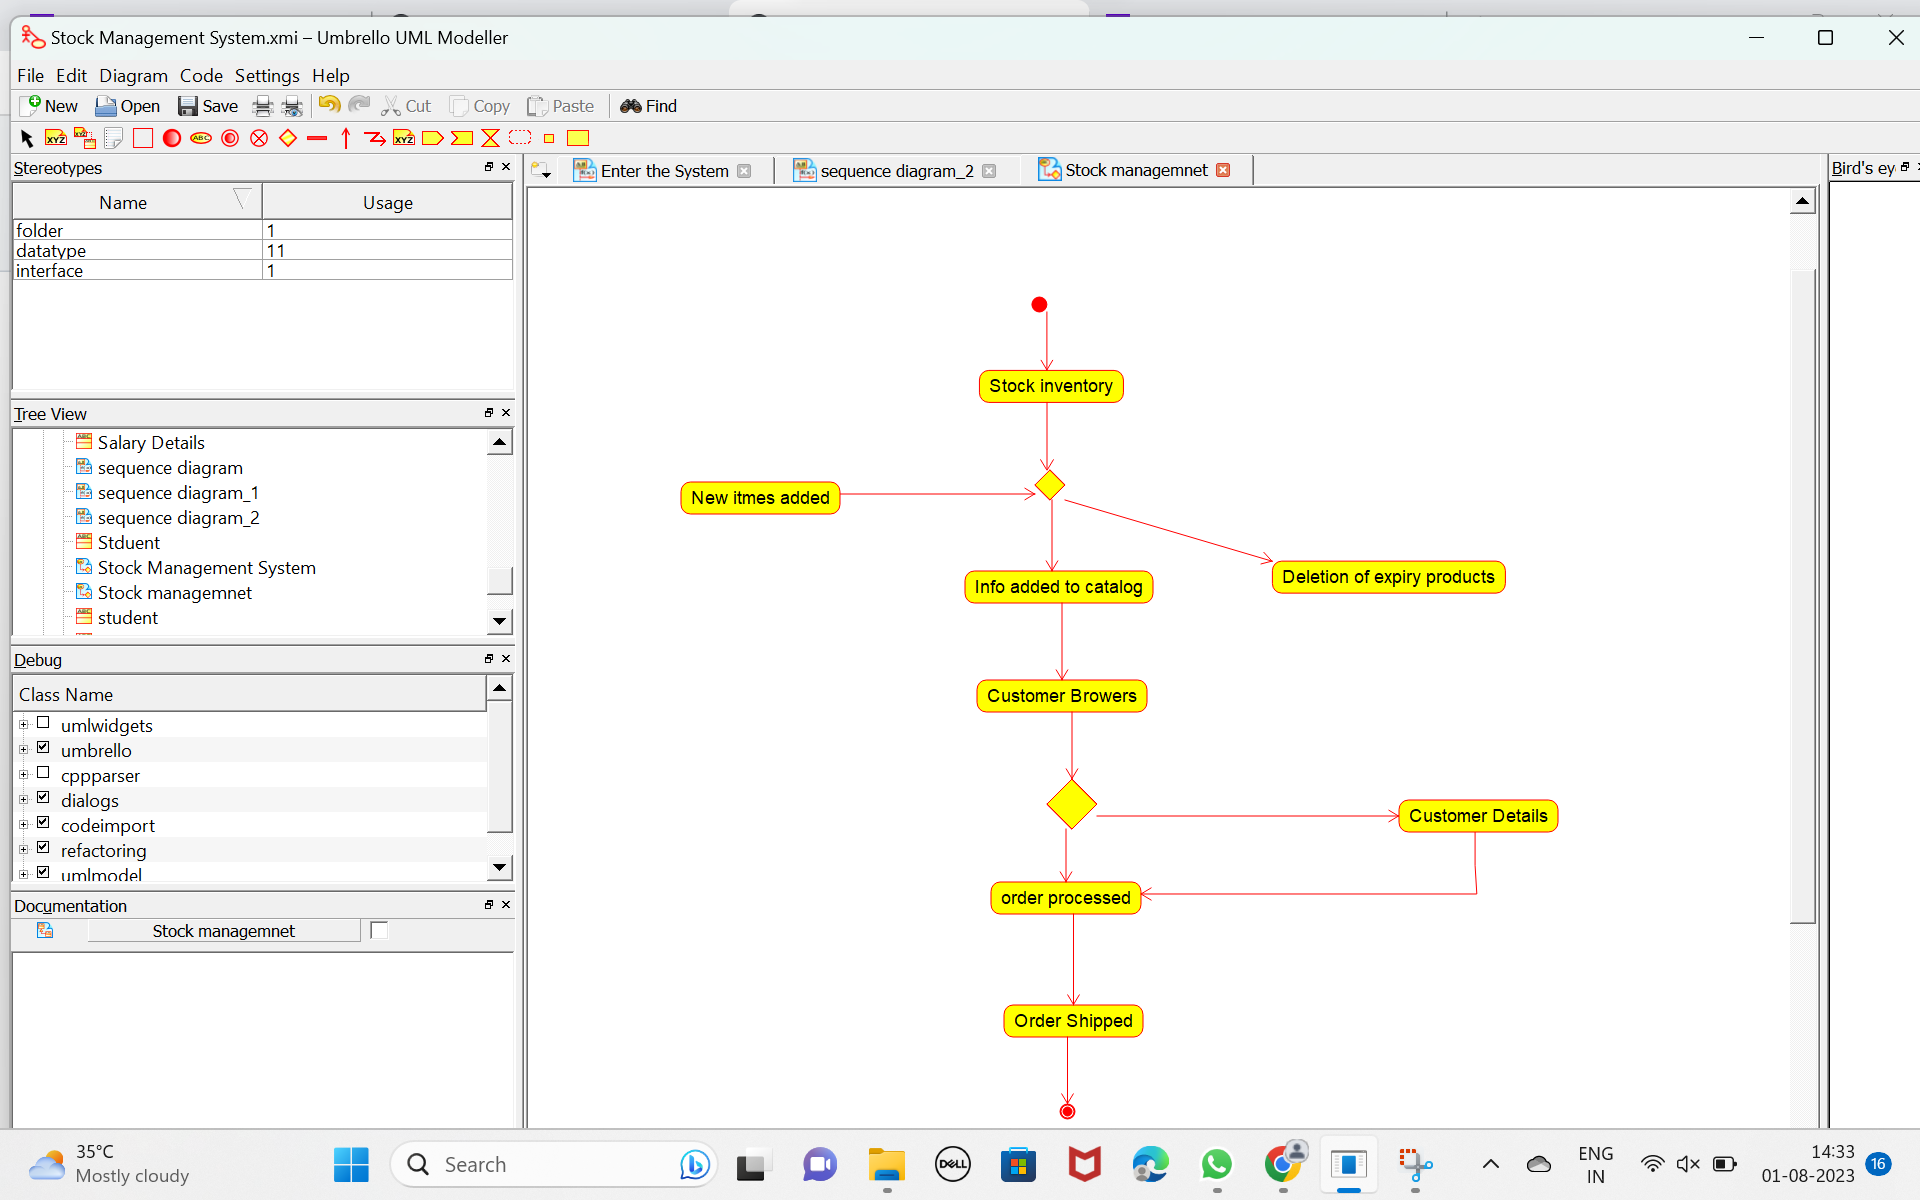 Stock Management System.xmi – Umbrello UML Modeller
File Edit Diagram Code Settings Help
New Open Save Cut Copy Paste Find
XYZ XYZ ABC XYZ
Stereotypes
Name Usage
folder 1
datatype 11
interface 1
Tree View
Salary Details
sequence diagram
sequence diagram_1
sequence diagram_2
Stduent
Stock Management System
Stock managemnet
student
Debug
Class Name
umlwidgets
umbrello
cppparser
dialogs
codeimport
refactoring
umlmodel
Documentation
Stock managemnet
Enter the System
sequence diagram_2
Stock managemnet
Bird's ey
Stock inventory
New itmes added
Deletion of expiry products
Info added to catalog
Customer Browers
Customer Details
order processed
Order Shipped
35°C
Mostly cloudy
Search
DELL
ENG
IN
14:33
01-08-2023
16